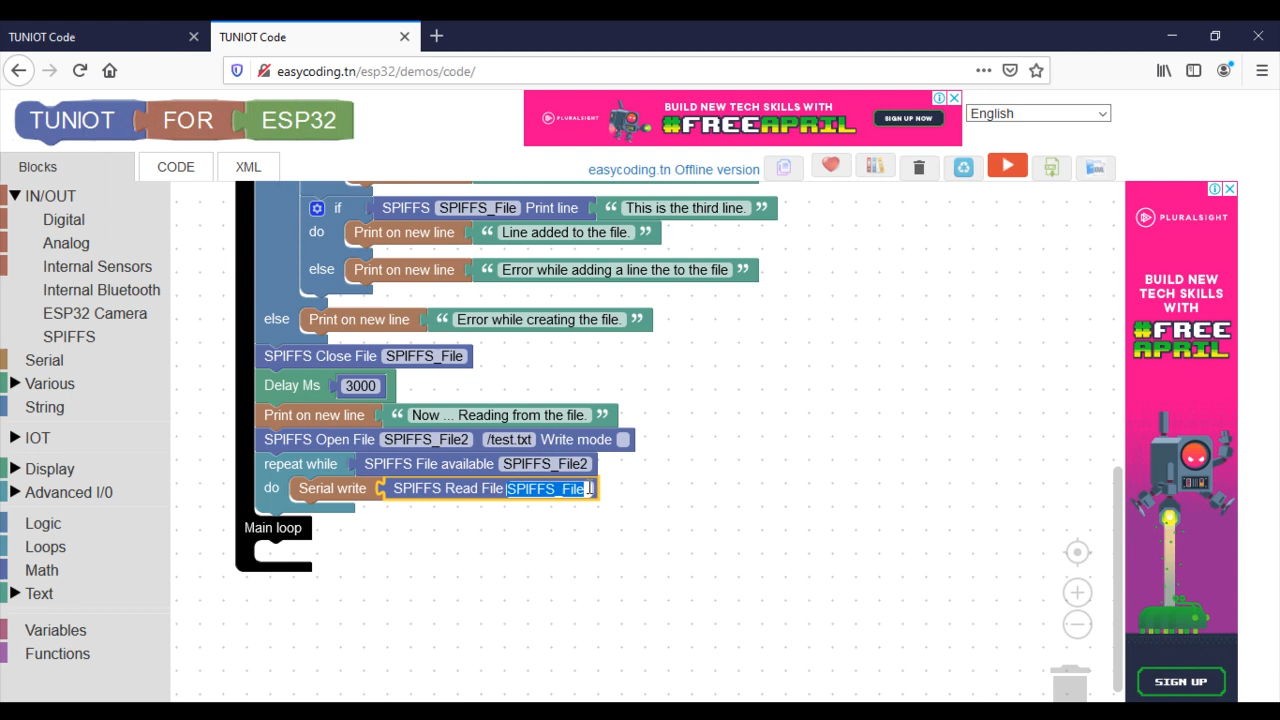 TUNIOT Code
TUNIOT Code
easycoding.tn/esp32/demos/code/
TUNIOT FOR ESP32
PLURALSIGHT
BUILD NEW TECH SKILLS WITH
#FREEAPRIL
SIGN UP NOW
English
Blocks
CODE
XML
easycoding.tn Offline version
IN/OUT
Digital
Analog
Internal Sensors
Internal Bluetooth
ESP32 Camera
SPIFFS
Serial
Various
String
IOT
Display
Advanced I/0
Logic
Loops
Math
Text
Variables
Functions
if SPIFFS SPIFFS_File Print line “ This is the third line. ”
do Print on new line “ Line added to the file. ”
else Print on new line “ Error while adding a line the to the file ”
else Print on new line “ Error while creating the file. ”
SPIFFS Close File SPIFFS_File
Delay Ms 3000
Print on new line “ Now ... Reading from the file. ”
SPIFFS Open File SPIFFS_File2 /test.txt Write mode
repeat while SPIFFS File available SPIFFS_File2
do Serial write SPIFFS Read File SPIFFS_File
Main loop
PLURALSIGHT
BUILD NEW
TECH SKILLS
WITH
#FREE
APRIL
SIGN UP